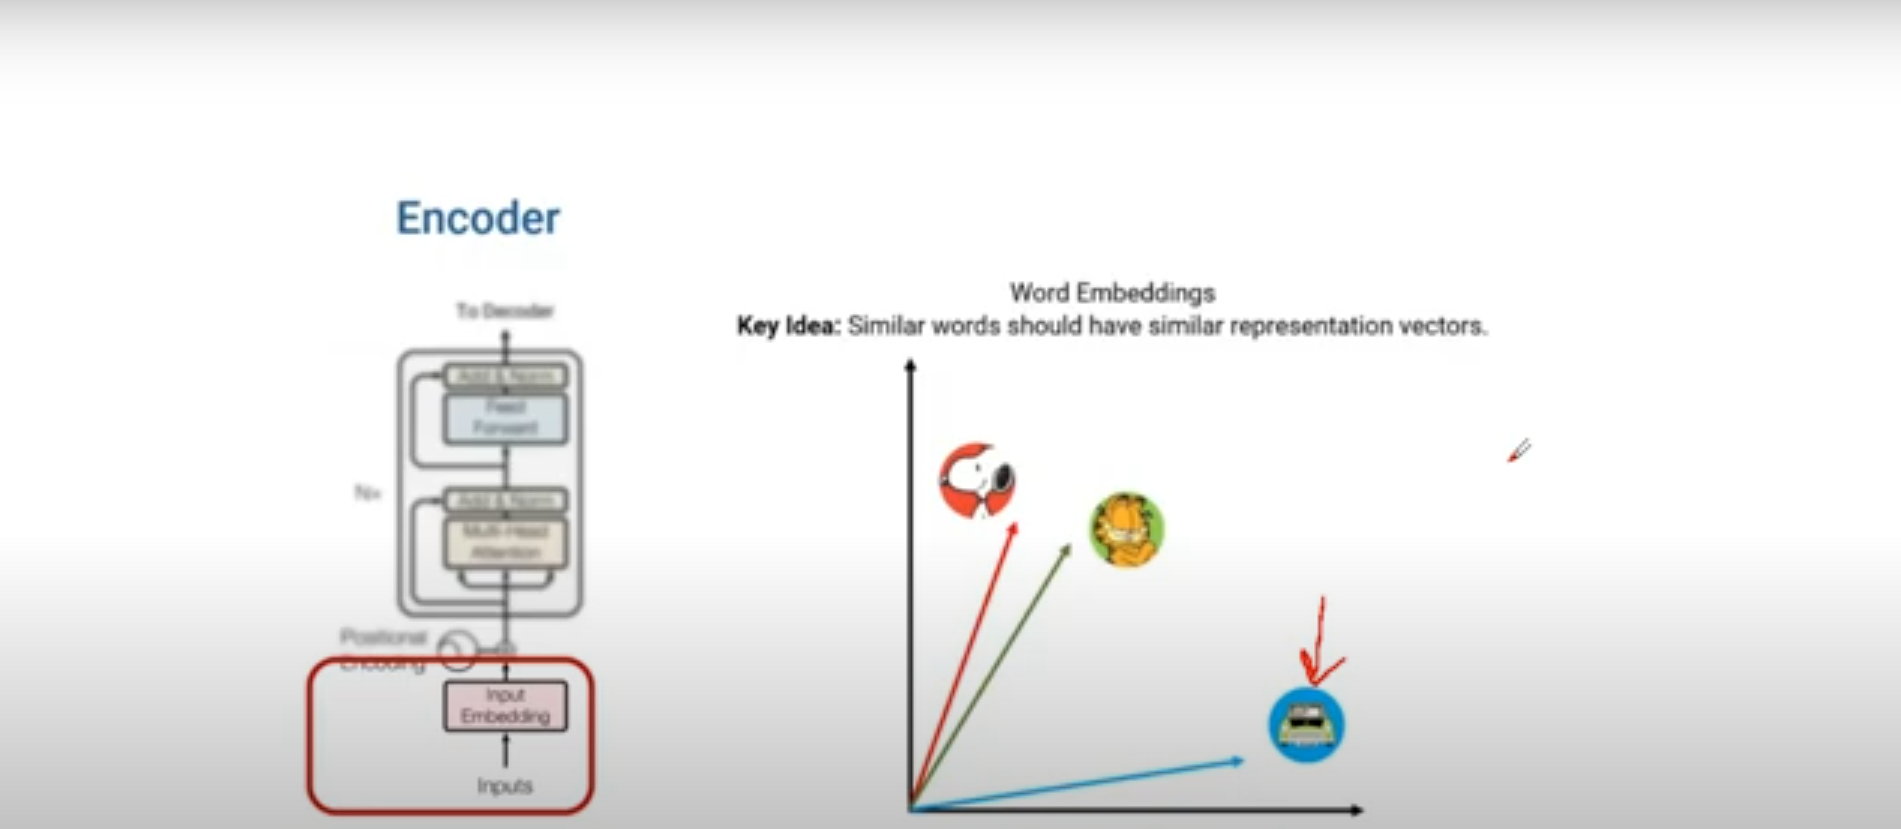 Encoder
To Decoder
Add & Norm
Feed
Forward
Nx
Add & Norm
Multi-Head
Attention
Positional
Encoding
Input
Embedding
Inputs
Word Embeddings
Key Idea: Similar words should have similar representation vectors.